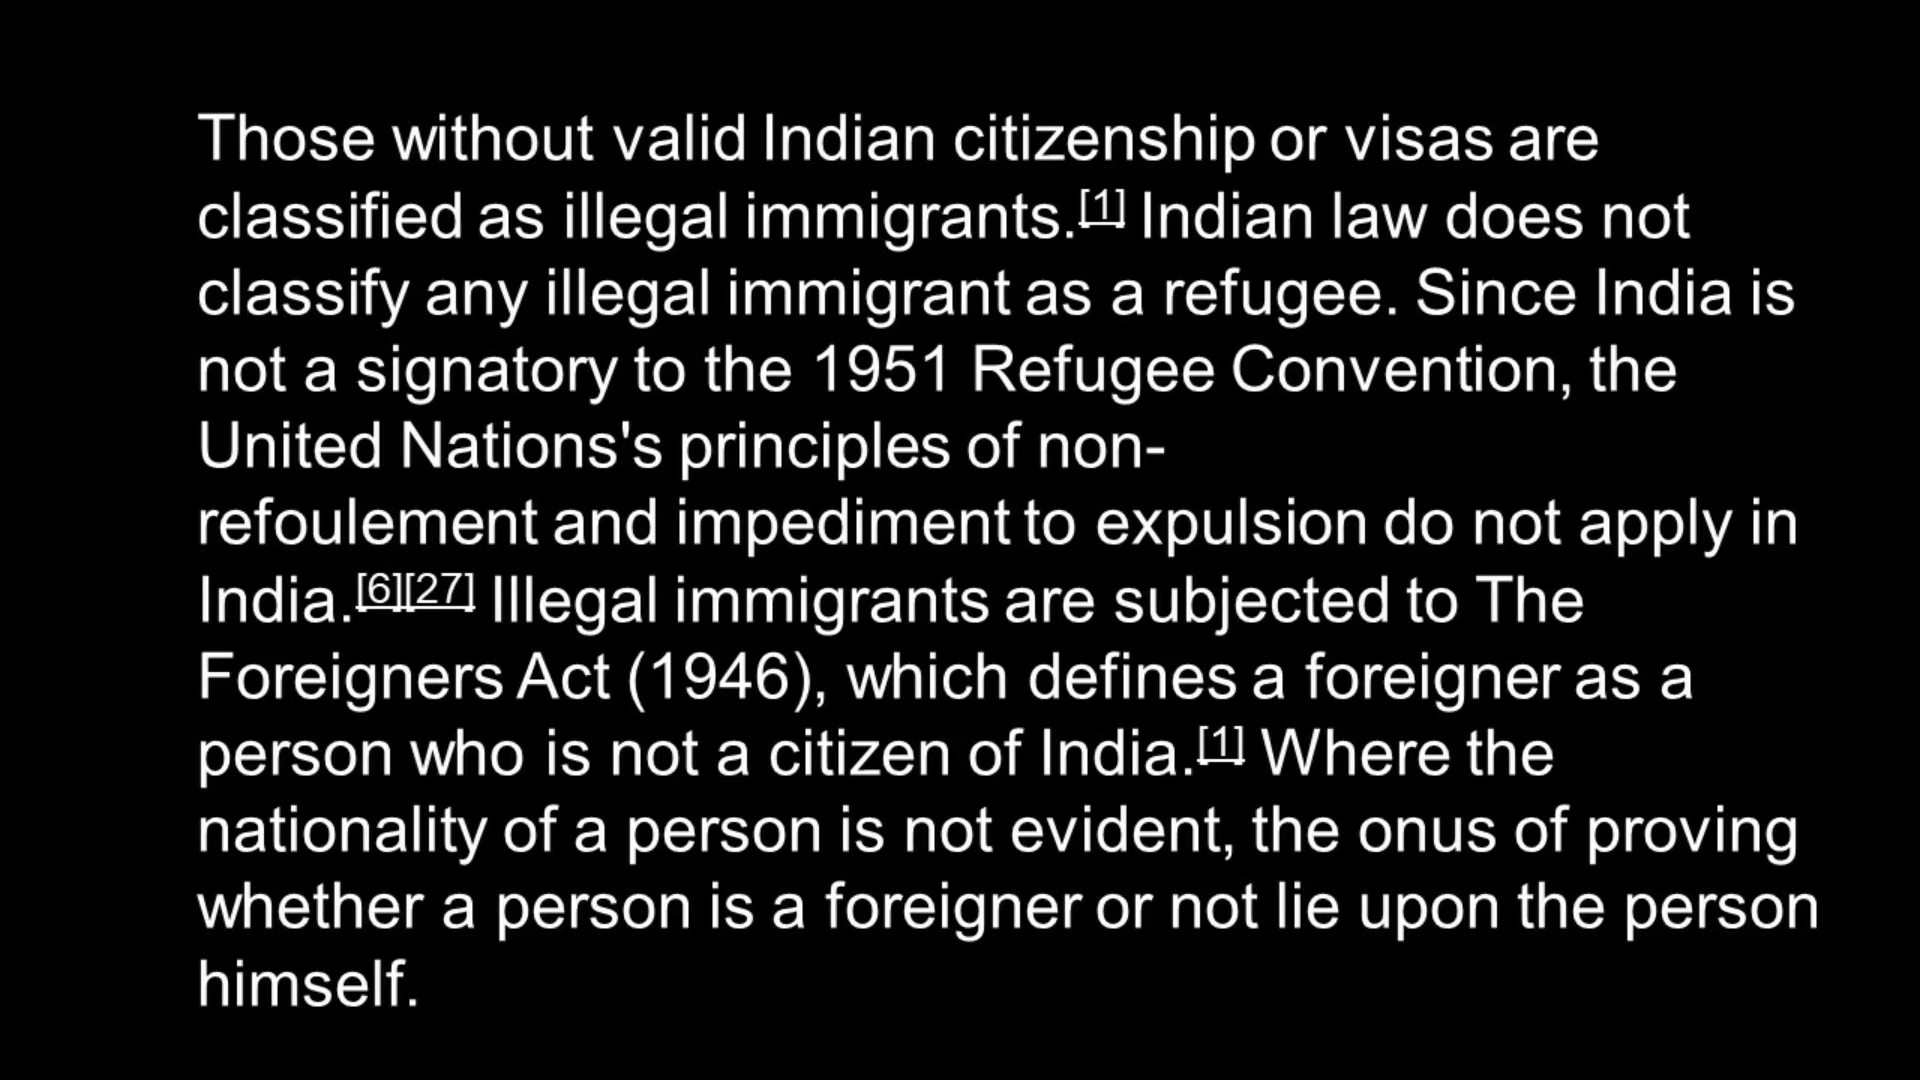 Those without valid Indian citizenship or visas are
classified as illegal immigrants.[1] Indian law does not
classify any illegal immigrant as a refugee. Since India is
not a signatory to the 1951 Refugee Convention, the
United Nations's principles of non-
refoulement and impediment to expulsion do not apply in
India.[6][27] Illegal immigrants are subjected to The
Foreigners Act (1946), which defines a foreigner as a
person who is not a citizen of India.[1] Where the
nationality of a person is not evident, the onus of proving
whether a person is a foreigner or not lie upon the person
himself.